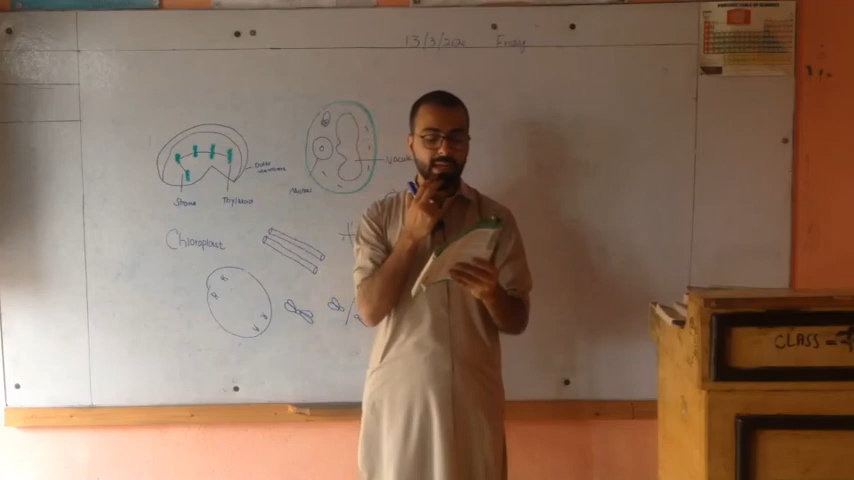 13/3/2020 Friday
Outer
membrane
Vacuole
Nucleus
Stroma Thylakoid
Chloroplast
CLASS =